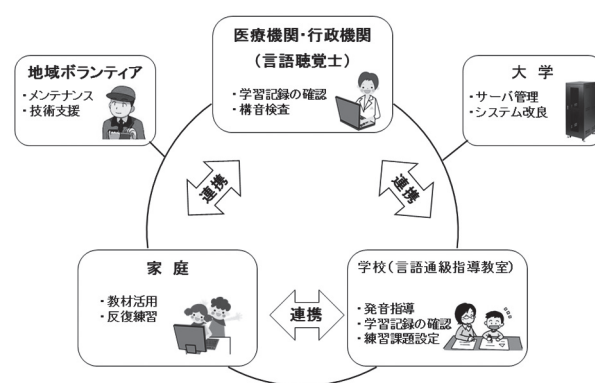 医療機関・行政機関
(言語聴覚士)
・学習記録の確認
・構音検査
地域ボランティア
・メンテナンス
・技術支援
大 学
・サーバ管理
・システム改良
連携
連携
家 庭
・教材活用
・反復練習
連携
学校(言語通級指導教室)
・発音指導
・学習記録の確認
・練習課題設定